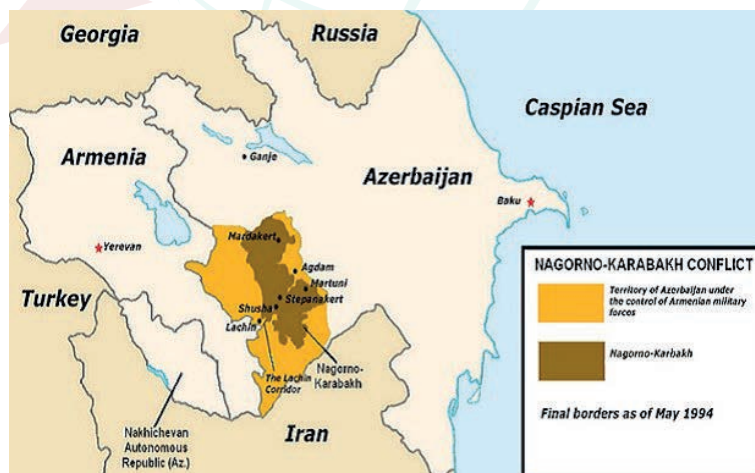 Georgia
Russia
Caspian Sea
Armenia
Ganje
Azerbaijan
Baku
Yerevan
Mardakert
Agdam
Martuni
Stepanakert
Shusha
Lachin
Turkey
The Lachin
Corridor
Nagorno-
Karabakh
Nakhichevan
Autonomous
Republic (Az.)
Iran
NAGORNO-KARABAKH CONFLICT
Territory of Azerbaijan under
the control of Armenian military
forces
Nagorno-Karbakh
Final borders as of May 1994